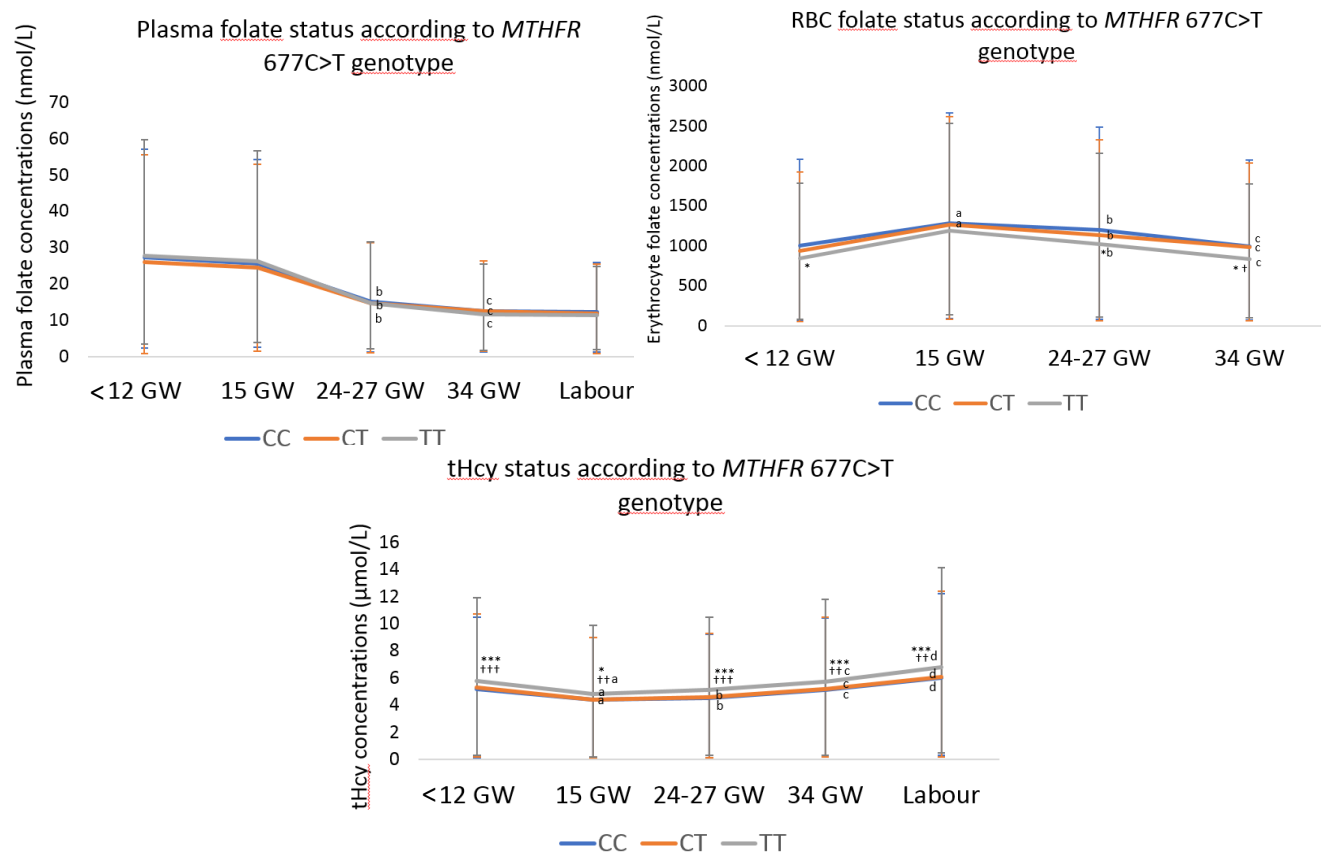 Plasma folate status according to MTHFR
677C>T genotype
Plasma folate concentrations (nmol/L)
70
60
50
40
30
20
10
0
b
b
b
c
c
c
< 12 GW 15 GW 24-27 GW 34 GW Labour
CC CT TT
RBC folate status according to MTHFR 677C>T
genotype
Erythrocyte folate concentrations (nmol/L)
3000
2500
2000
1500
1000
500
0
*
a
a
b
b
*b
c
c
c
* †
< 12 GW 15 GW 24-27 GW 34 GW
CC CT TT
tHcy status according to MTHFR 677C>T
genotype
tHcy concentrations (µmol/L)
16
14
12
10
8
6
4
2
0
***
†††
*
††a
a
a
***
†††
b
b
***
††c
c
c
***
††d
d
d
< 12 GW 15 GW 24-27 GW 34 GW Labour
CC CT TT